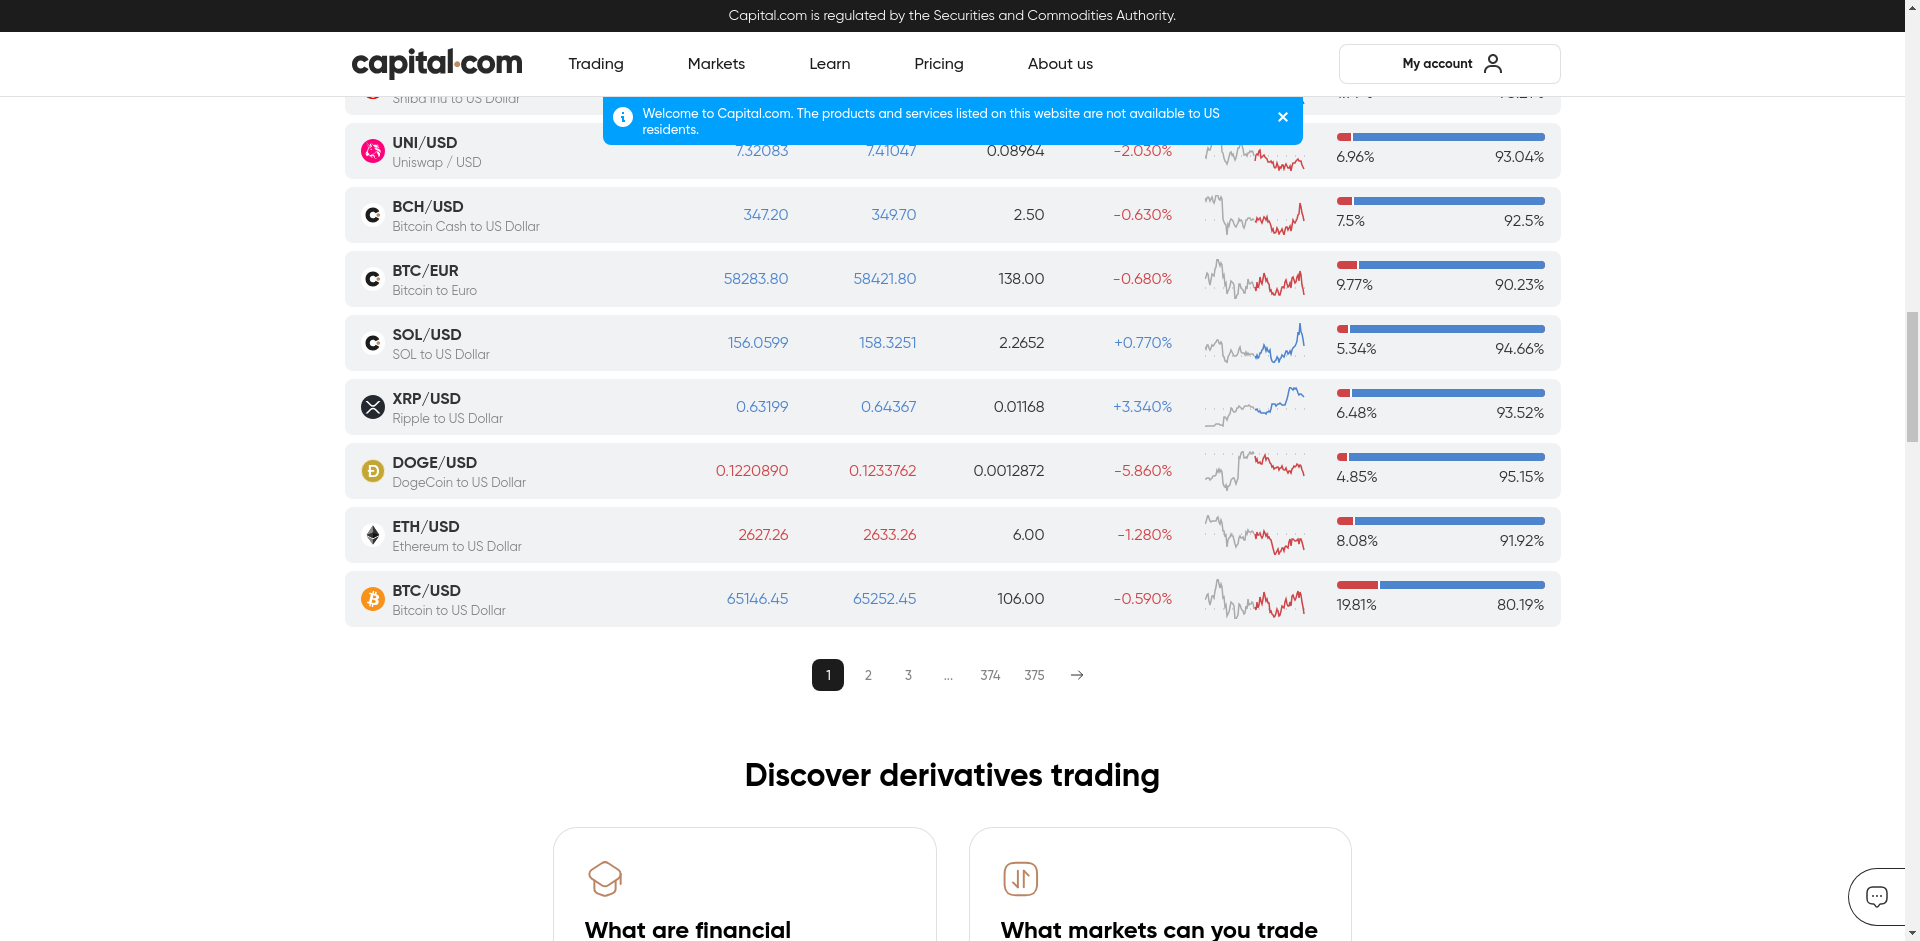 Capital.com is regulated by the Securities and Commodities Authority.
capital.com
Trading
Markets
Learn
Pricing
About us
My account
Shiba Inu to US Dollar
Welcome to Capital.com. The products and services listed on this website are not available to US
residents.
UNI/USD
Uniswap / USD
7.32083
7.41047
0.08964
-2.030%
6.96%
93.04%
BCH/USD
Bitcoin Cash to US Dollar
347.20
349.70
2.50
-0.630%
7.5%
92.5%
BTC/EUR
Bitcoin to Euro
58283.80
58421.80
138.00
-0.680%
9.77%
90.23%
SOL/USD
SOL to US Dollar
156.0599
158.3251
2.2652
+0.770%
5.34%
94.66%
XRP/USD
Ripple to US Dollar
0.63199
0.64367
0.01168
+3.340%
6.48%
93.52%
DOGE/USD
DogeCoin to US Dollar
0.1220890
0.1233762
0.0012872
-5.860%
4.85%
95.15%
ETH/USD
Ethereum to US Dollar
2627.26
2633.26
6.00
-1.280%
8.08%
91.92%
BTC/USD
Bitcoin to US Dollar
65146.45
65252.45
106.00
-0.590%
19.81%
80.19%
1
2
3
...
374
375
Discover derivatives trading
What are financial
What markets can you trade